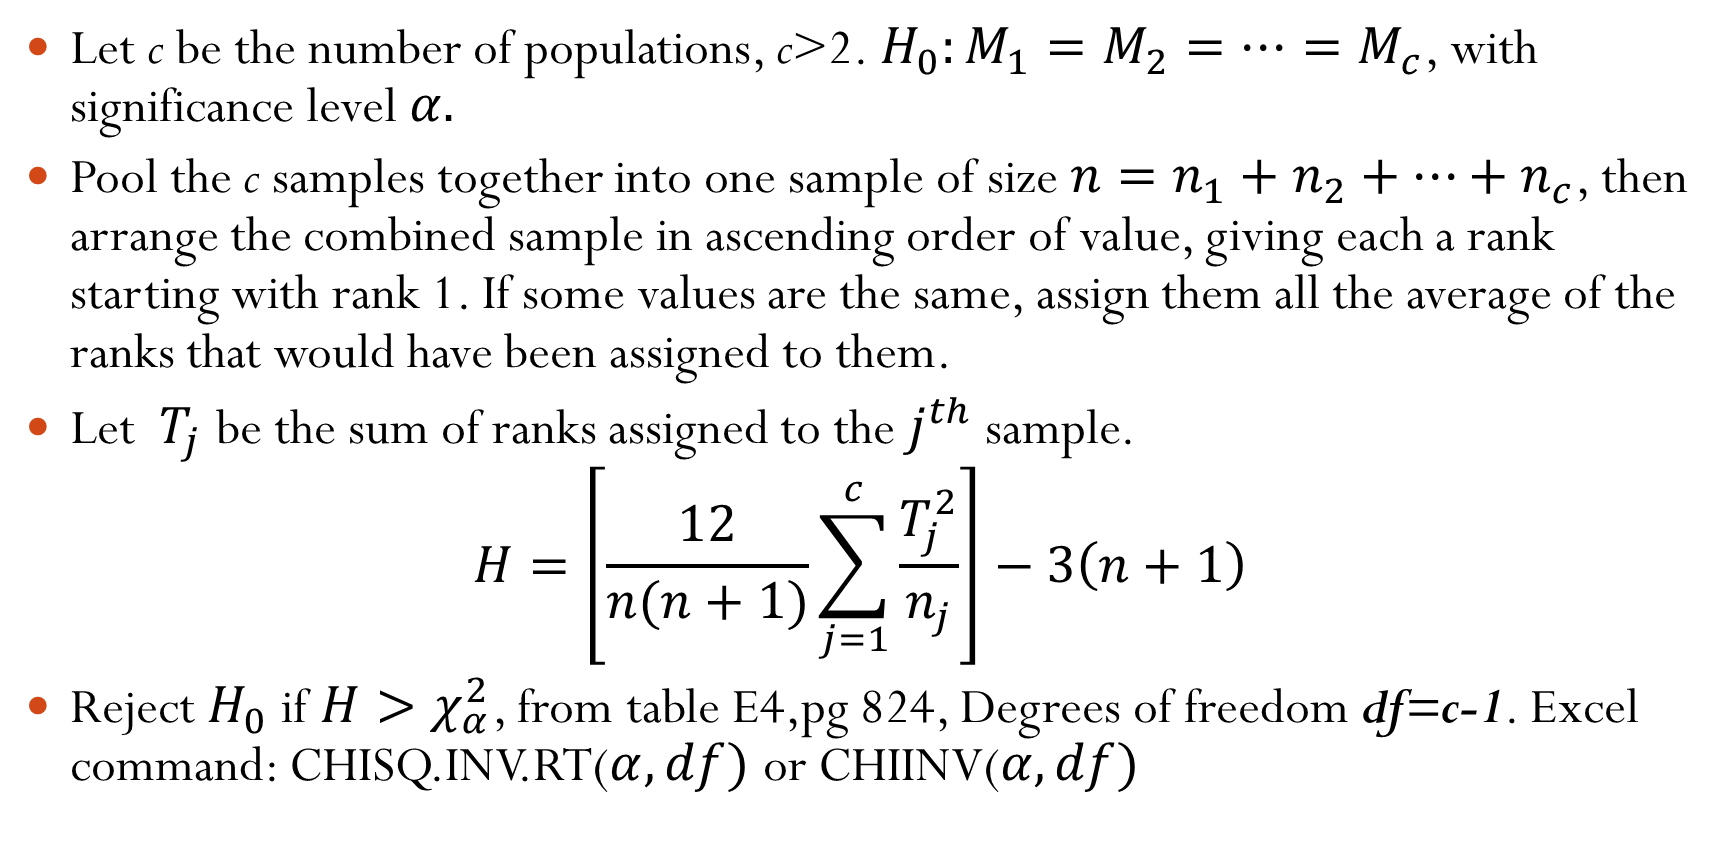 • Let c be the number of populations, c>2. H₀: M₁ = M₂ = ⋯ = M_c, with
significance level α.
• Pool the c samples together into one sample of size n = n₁ + n₂ + ⋯ + n_c, then
arrange the combined sample in ascending order of value, giving each a rank
starting with rank 1. If some values are the same, assign them all the average of the
ranks that would have been assigned to them.
• Let T_j be the sum of ranks assigned to the j^th sample.
H = [12/(n(n + 1)) ∑_{j=1}^{c} T_j²/n_j] − 3(n + 1)
• Reject H₀ if H > χ²_α, from table E4,pg 824, Degrees of freedom df=c-1. Excel
command: CHISQ.INV.RT(α, df) or CHIINV(α, df)